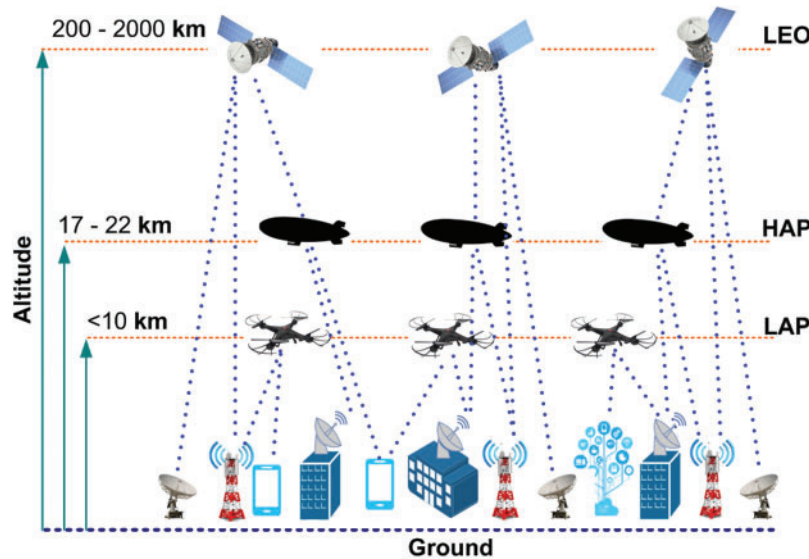 200 - 2000 km
LEO
17 - 22 km
HAP
<10 km
LAP
Altitude
Ground